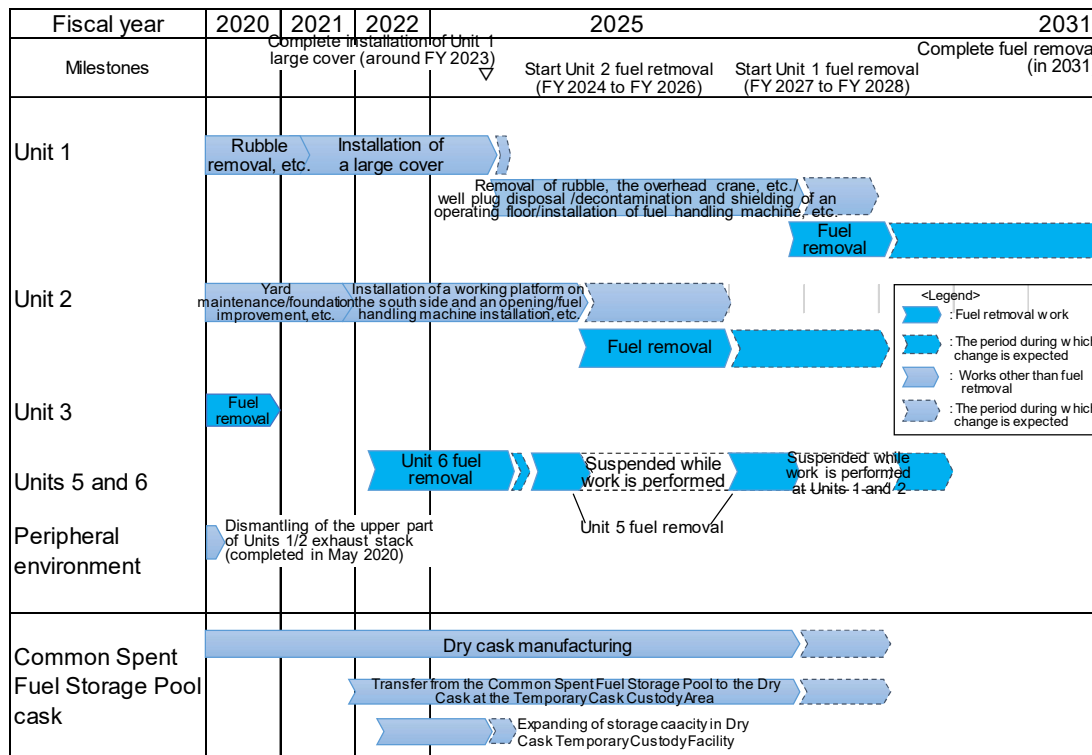 Fiscal year 2020 2021 2022 2025 2031
Milestones
Complete installation of Unit 1
large cover (around FY 2023)
Start Unit 2 fuel retmoval
(FY 2024 to FY 2026)
Start Unit 1 fuel removal
(FY 2027 to FY 2028)
Complete fuel remova
(in 2031
Unit 1
Rubble
removal, etc.
Installation of
a large cover
Removal of rubble, the overhead crane, etc./
well plug disposal /decontamination and shielding of an
operating floor/installation of fuel handling machine, etc.
Fuel
removal
Unit 2
Yard
maintenance/foundation
improvement, etc.
Installation of a working platform on
the south side and an opening/fuel
handling machine installation, etc.
Fuel removal
<Legend>
: Fuel retmoval work
: The period during which
change is expected
: Works other than fuel
retmoval
: The period during which
change is expected
Unit 3
Fuel
removal
Units 5 and 6
Unit 6 fuel
removal
Suspended while
work is performed
Suspended while
work is performed
at Units 1 and 2
Unit 5 fuel removal
Peripheral
environment
Dismantling of the upper part
of Units 1/2 exhaust stack
(completed in May 2020)
Common Spent
Fuel Storage Pool
cask
Dry cask manufacturing
Transfer from the Common Spent Fuel Storage Pool to the Dry
Cask at the Temporary Cask Custody Area
Expanding of storage caacity in Dry
Cask Temporary Custody Facility